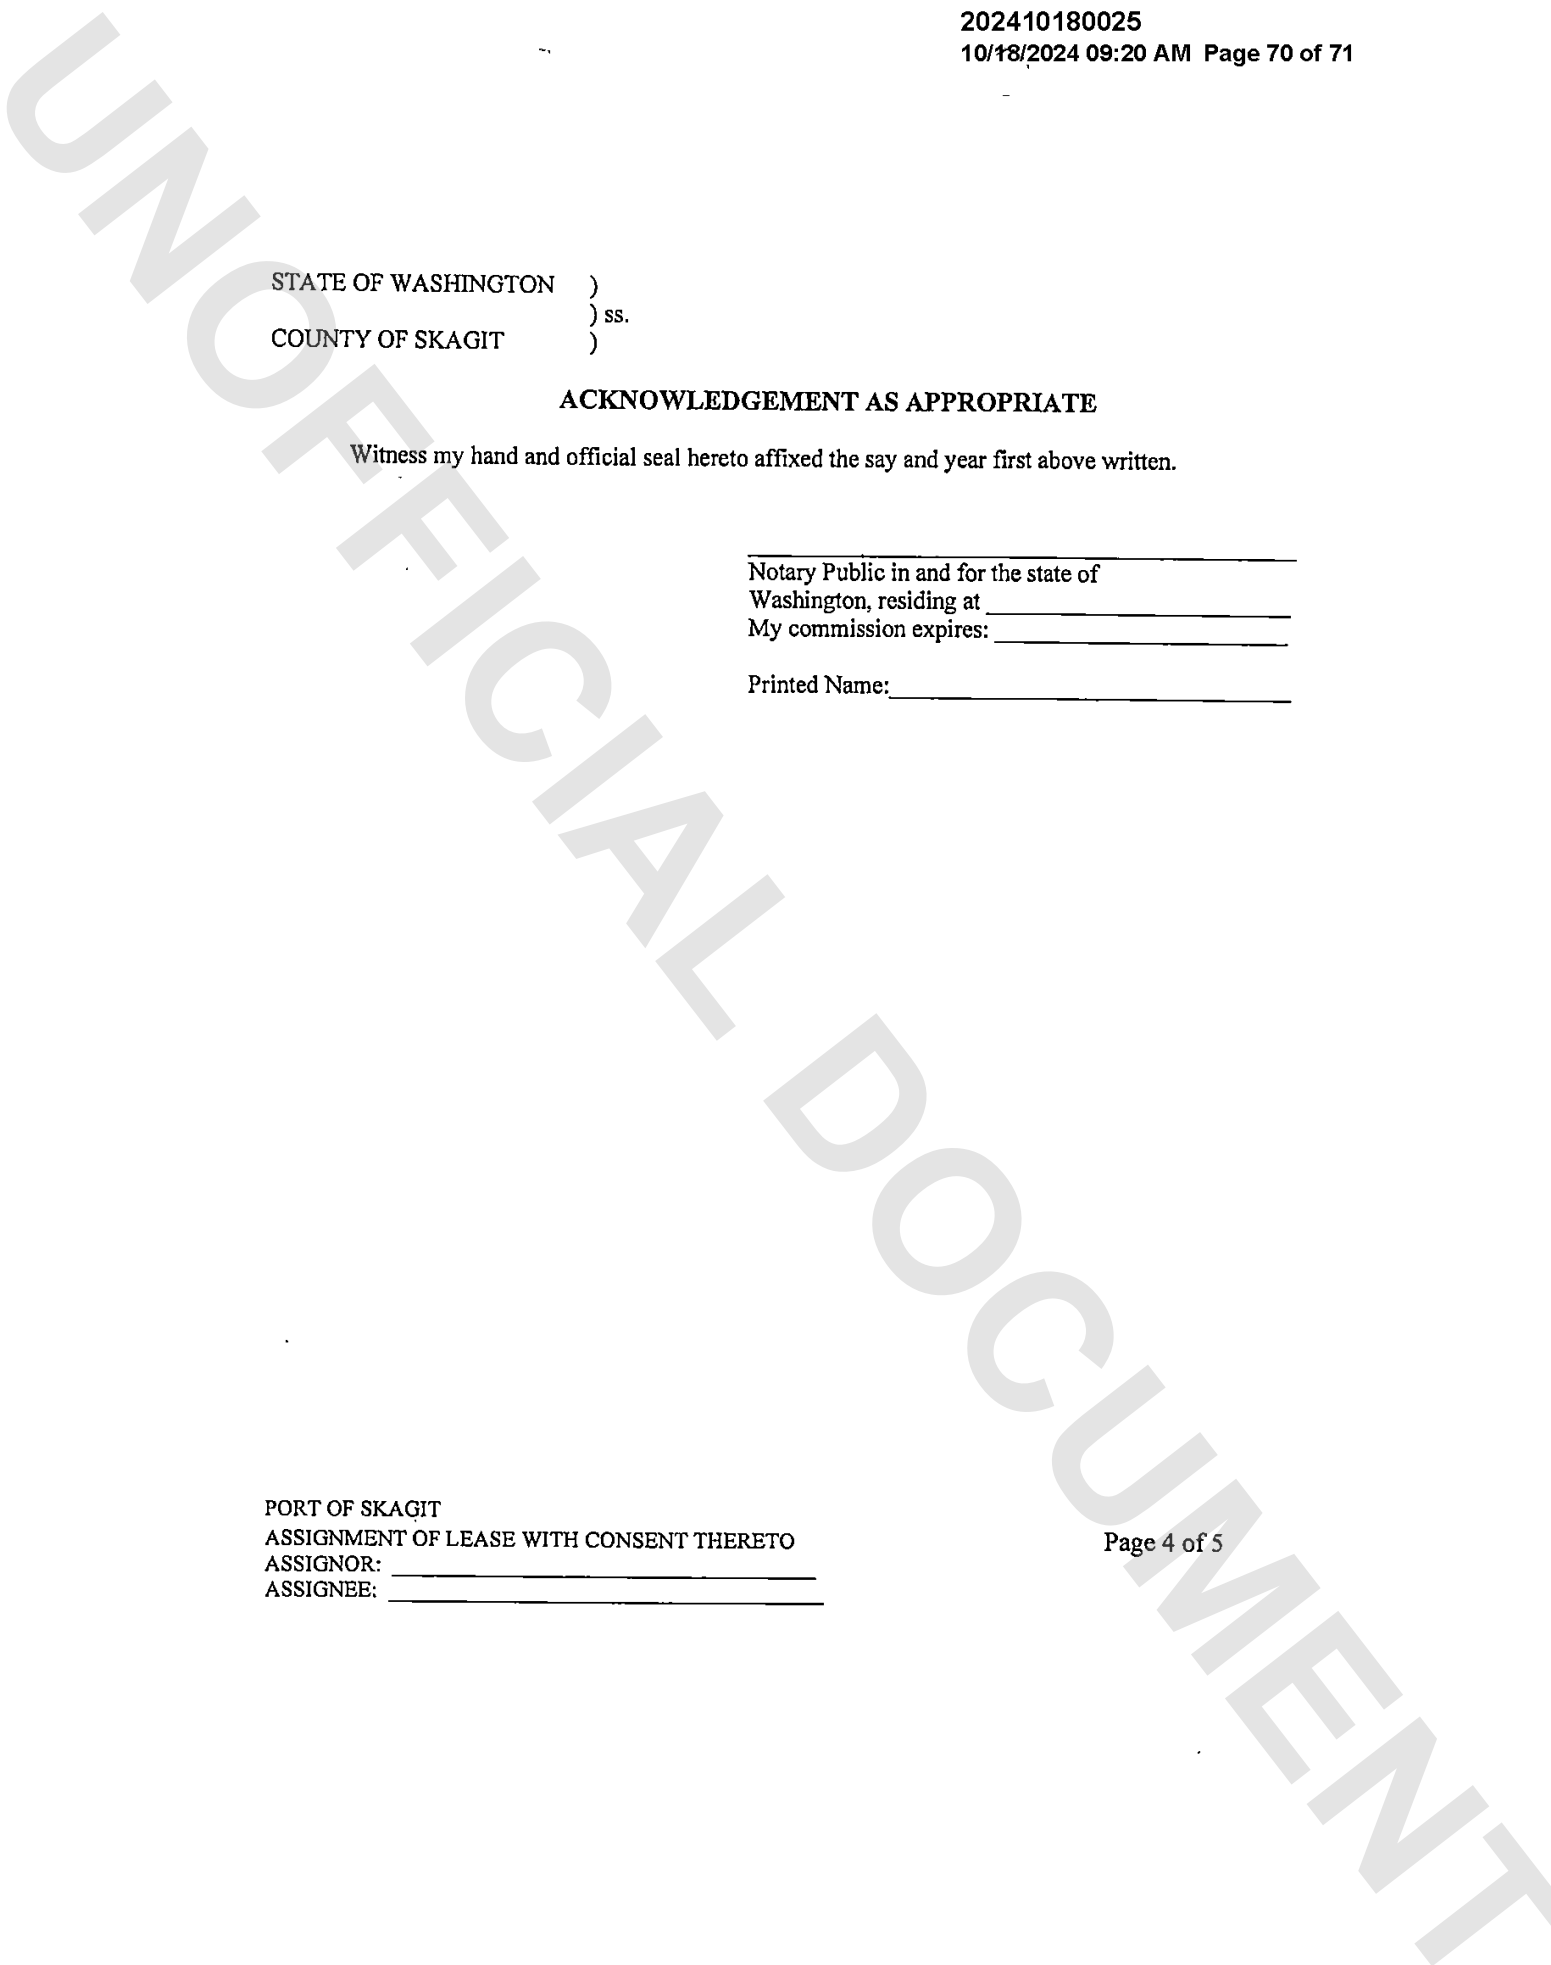 202410180025
10/18/2024 09:20 AM Page 70 of 71
STATE OF WASHINGTON )
) ss.
COUNTY OF SKAGIT )
ACKNOWLEDGEMENT AS APPROPRIATE
Witness my hand and official seal hereto affixed the say and year first above written.
Notary Public in and for the state of
Washington, residing at
My commission expires:
Printed Name:
UNOFFICIAL DOCUMENT
PORT OF SKAGIT
ASSIGNMENT OF LEASE WITH CONSENT THERETO
ASSIGNOR:
ASSIGNEE:
Page 4 of 5